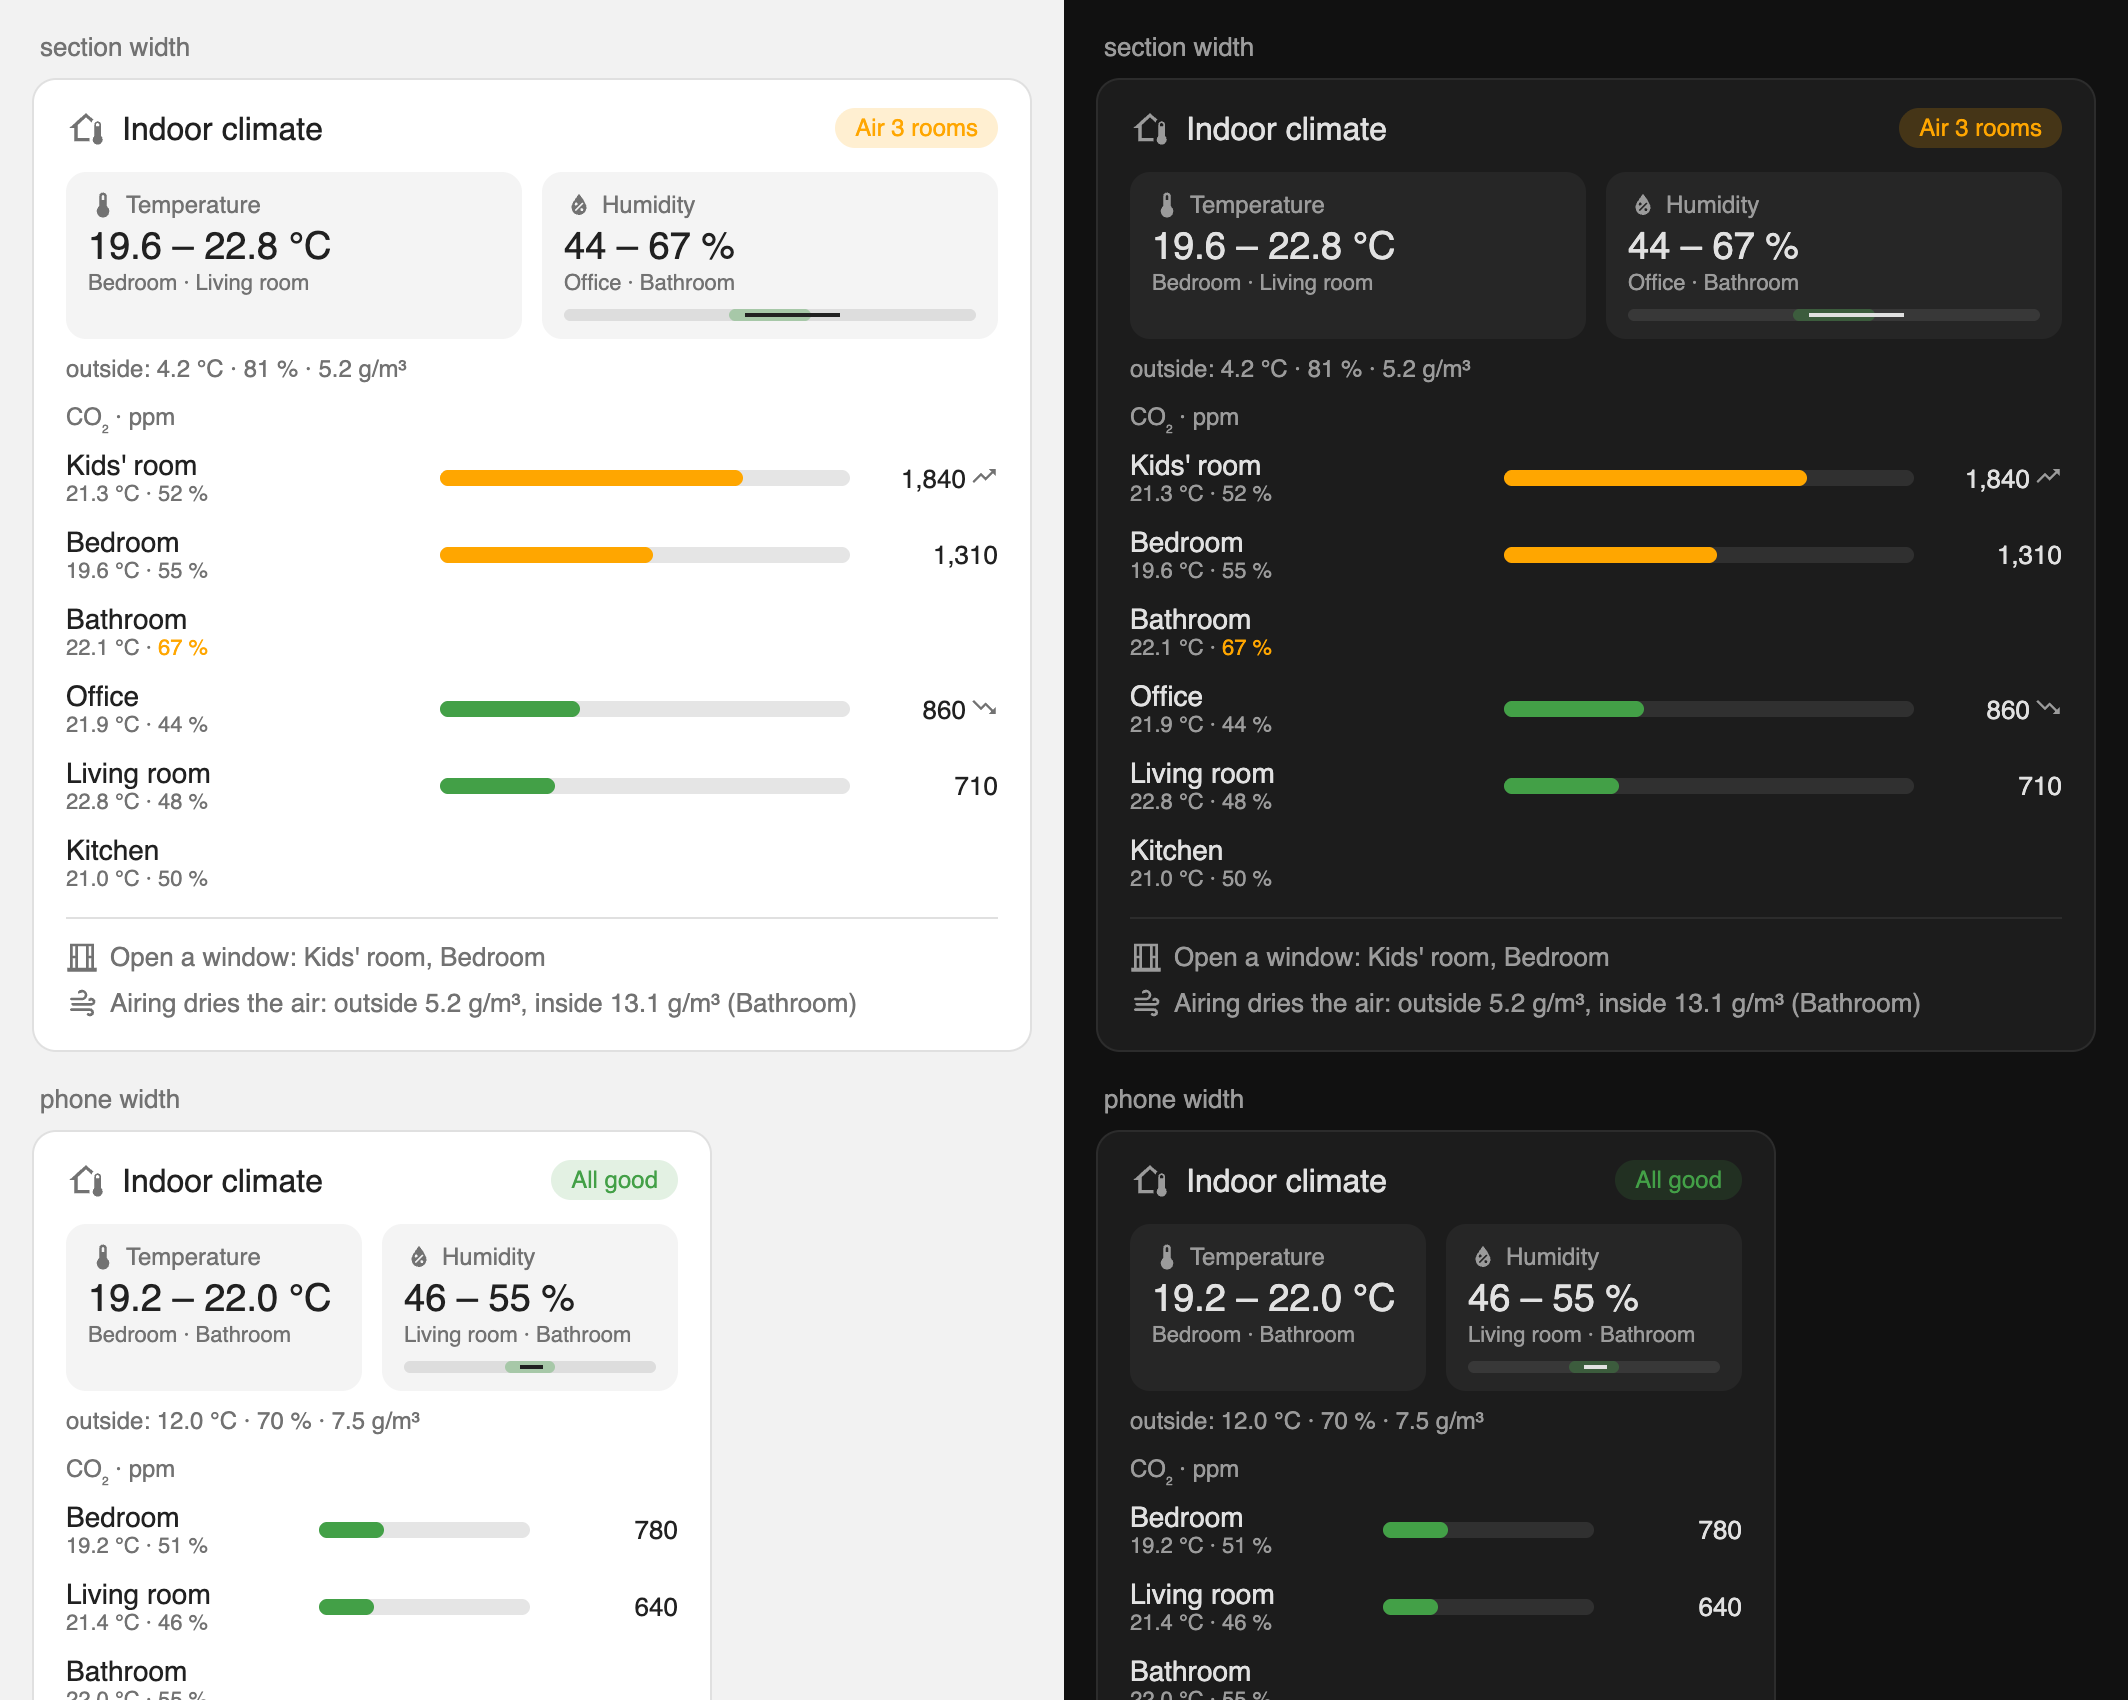 section width
Indoor climate
Air 3 rooms
Temperature
19.6 – 22.8 °C
Bedroom · Living room
Humidity
44 – 67 %
Office · Bathroom
outside: 4.2 °C · 81 % · 5.2 g/m³
CO₂ · ppm
Kids' room
21.3 °C · 52 %
1,840
Bedroom
19.6 °C · 55 %
1,310
Bathroom
22.1 °C · 67 %
Office
21.9 °C · 44 %
860
Living room
22.8 °C · 48 %
710
Kitchen
21.0 °C · 50 %
Open a window: Kids' room, Bedroom
Airing dries the air: outside 5.2 g/m³, inside 13.1 g/m³ (Bathroom)
phone width
Indoor climate
All good
Temperature
19.2 – 22.0 °C
Bedroom · Bathroom
Humidity
46 – 55 %
Living room · Bathroom
outside: 12.0 °C · 70 % · 7.5 g/m³
CO₂ · ppm
Bedroom
19.2 °C · 51 %
780
Living room
21.4 °C · 46 %
640
Bathroom
22.0 °C · 55 %
section width
Indoor climate
Air 3 rooms
Temperature
19.6 – 22.8 °C
Bedroom · Living room
Humidity
44 – 67 %
Office · Bathroom
outside: 4.2 °C · 81 % · 5.2 g/m³
CO₂ · ppm
Kids' room
21.3 °C · 52 %
1,840
Bedroom
19.6 °C · 55 %
1,310
Bathroom
22.1 °C · 67 %
Office
21.9 °C · 44 %
860
Living room
22.8 °C · 48 %
710
Kitchen
21.0 °C · 50 %
Open a window: Kids' room, Bedroom
Airing dries the air: outside 5.2 g/m³, inside 13.1 g/m³ (Bathroom)
phone width
Indoor climate
All good
Temperature
19.2 – 22.0 °C
Bedroom · Bathroom
Humidity
46 – 55 %
Living room · Bathroom
outside: 12.0 °C · 70 % · 7.5 g/m³
CO₂ · ppm
Bedroom
19.2 °C · 51 %
780
Living room
21.4 °C · 46 %
640
Bathroom
22.0 °C · 55 %